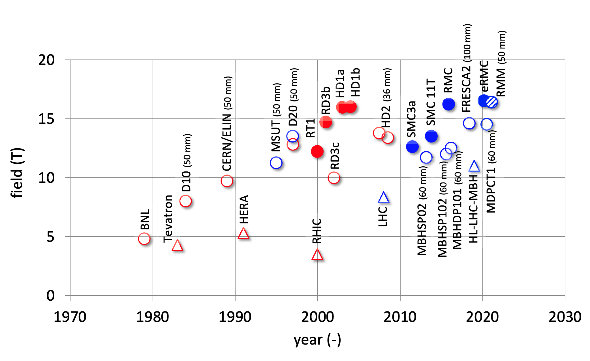 20
15
10
5
0
field (T)
1970
1980
1990
2000
2010
2020
2030
year (-)
BNL
Tevatron
D10 (50 mm)
CERN/ELIN (50 mm)
HERA
MSUT (50 mm)
D20 (50 mm)
RT1
RHIC
RD3b
RD3c
HD1a
HD1b
HD2 (36 mm)
LHC
SMC3a
MBHSP02 (60 mm)
SMC 11T
MBHSP102 (60 mm)
RMC
MBHDP101 (60 mm)
FRESCA2 (100 mm)
HL-LHC-MBH
eRMC
MDPCT1 (60 mm)
RMM (50 mm)